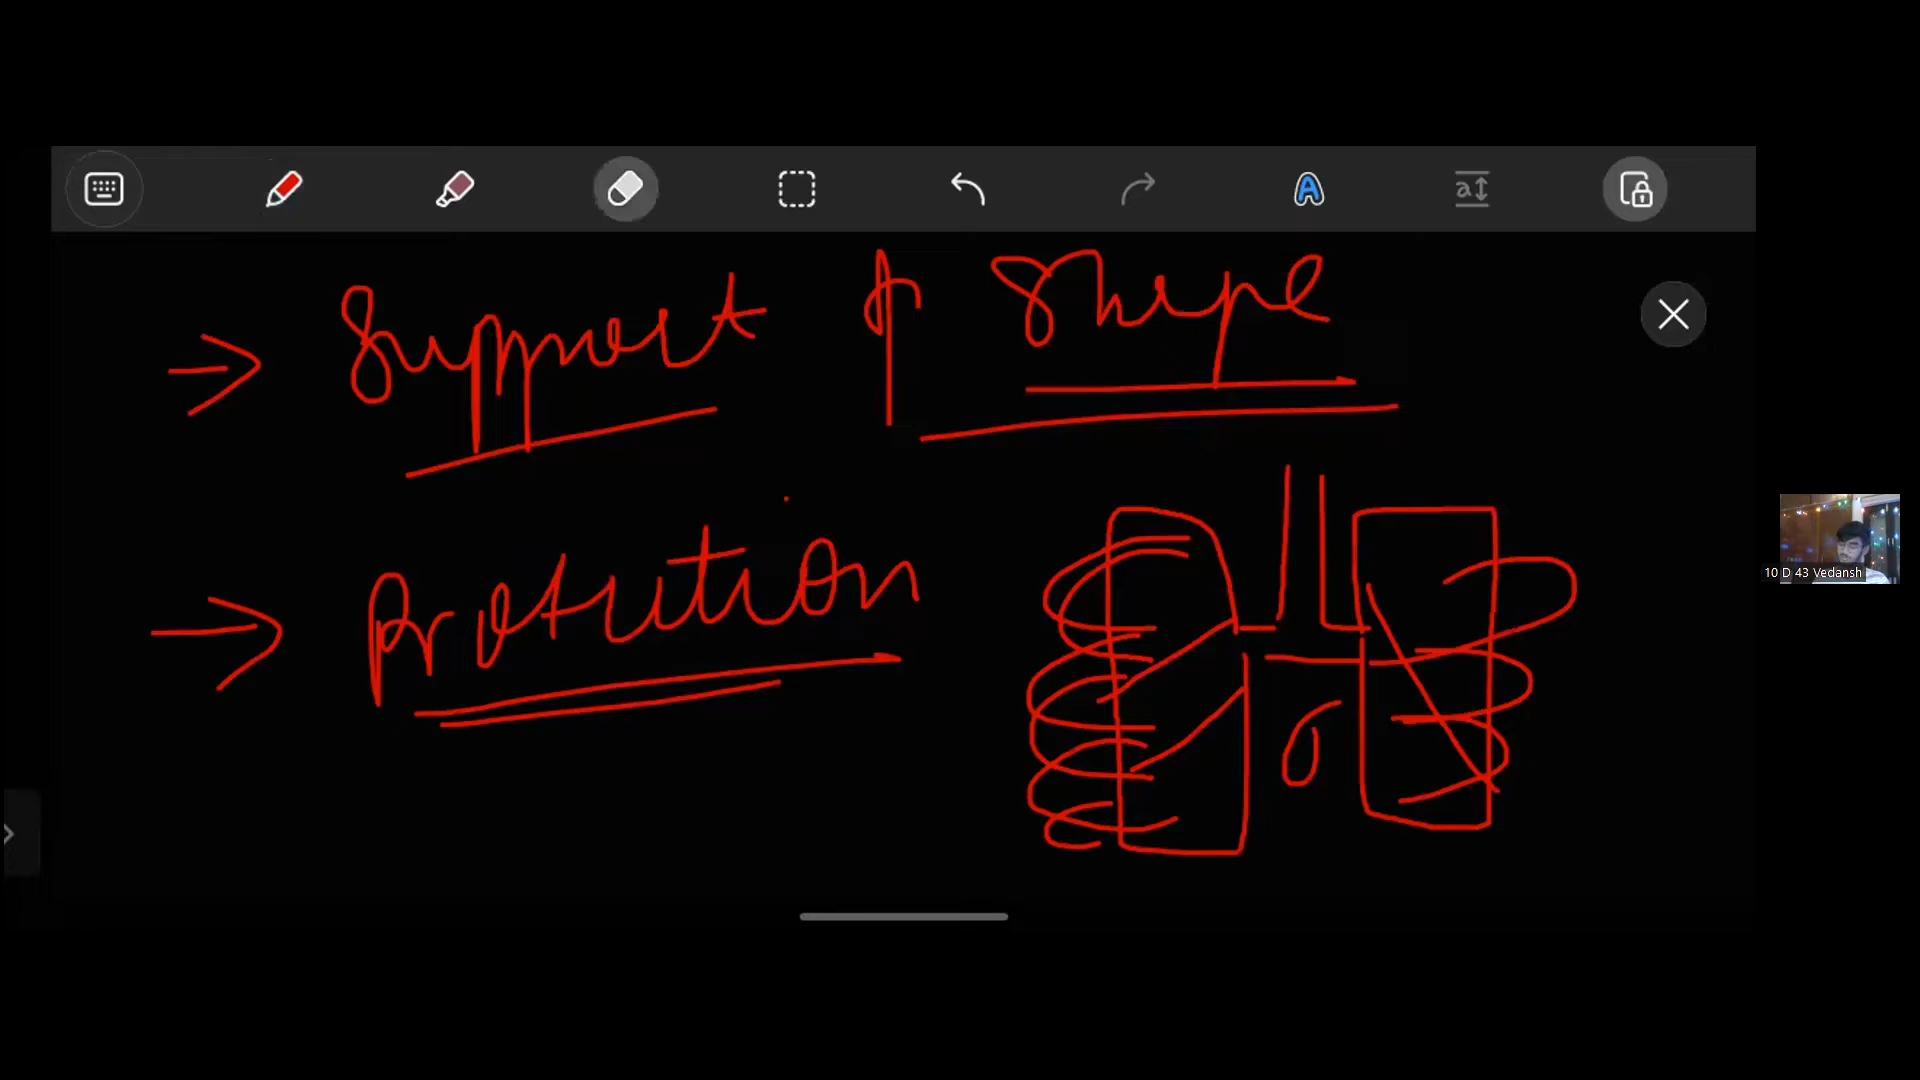 → Support & Shape
→ Protection
10 D 43 Vedansh